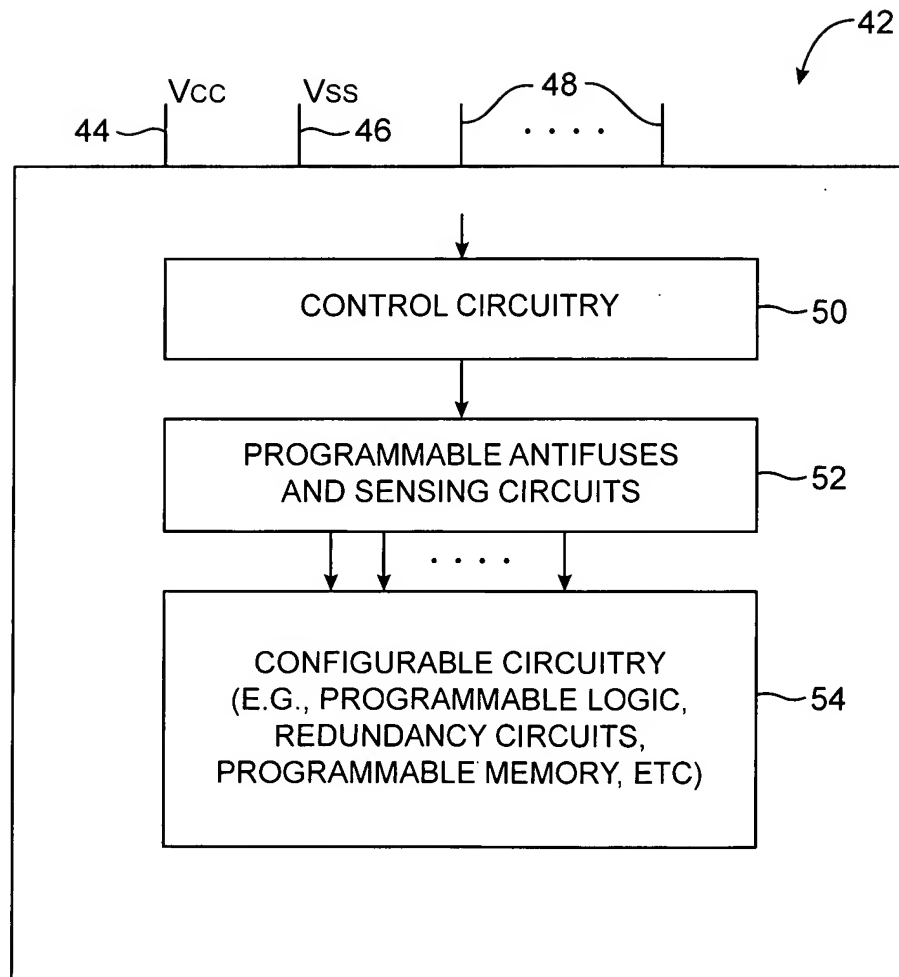 42
VCC
VSS
48
44
46
. . . .
CONTROL CIRCUITRY
50
PROGRAMMABLE ANTIFUSES
AND SENSING CIRCUITS
52
. . . .
CONFIGURABLE CIRCUITRY
(E.G., PROGRAMMABLE LOGIC,
REDUNDANCY CIRCUITS,
PROGRAMMABLE MEMORY, ETC)
54